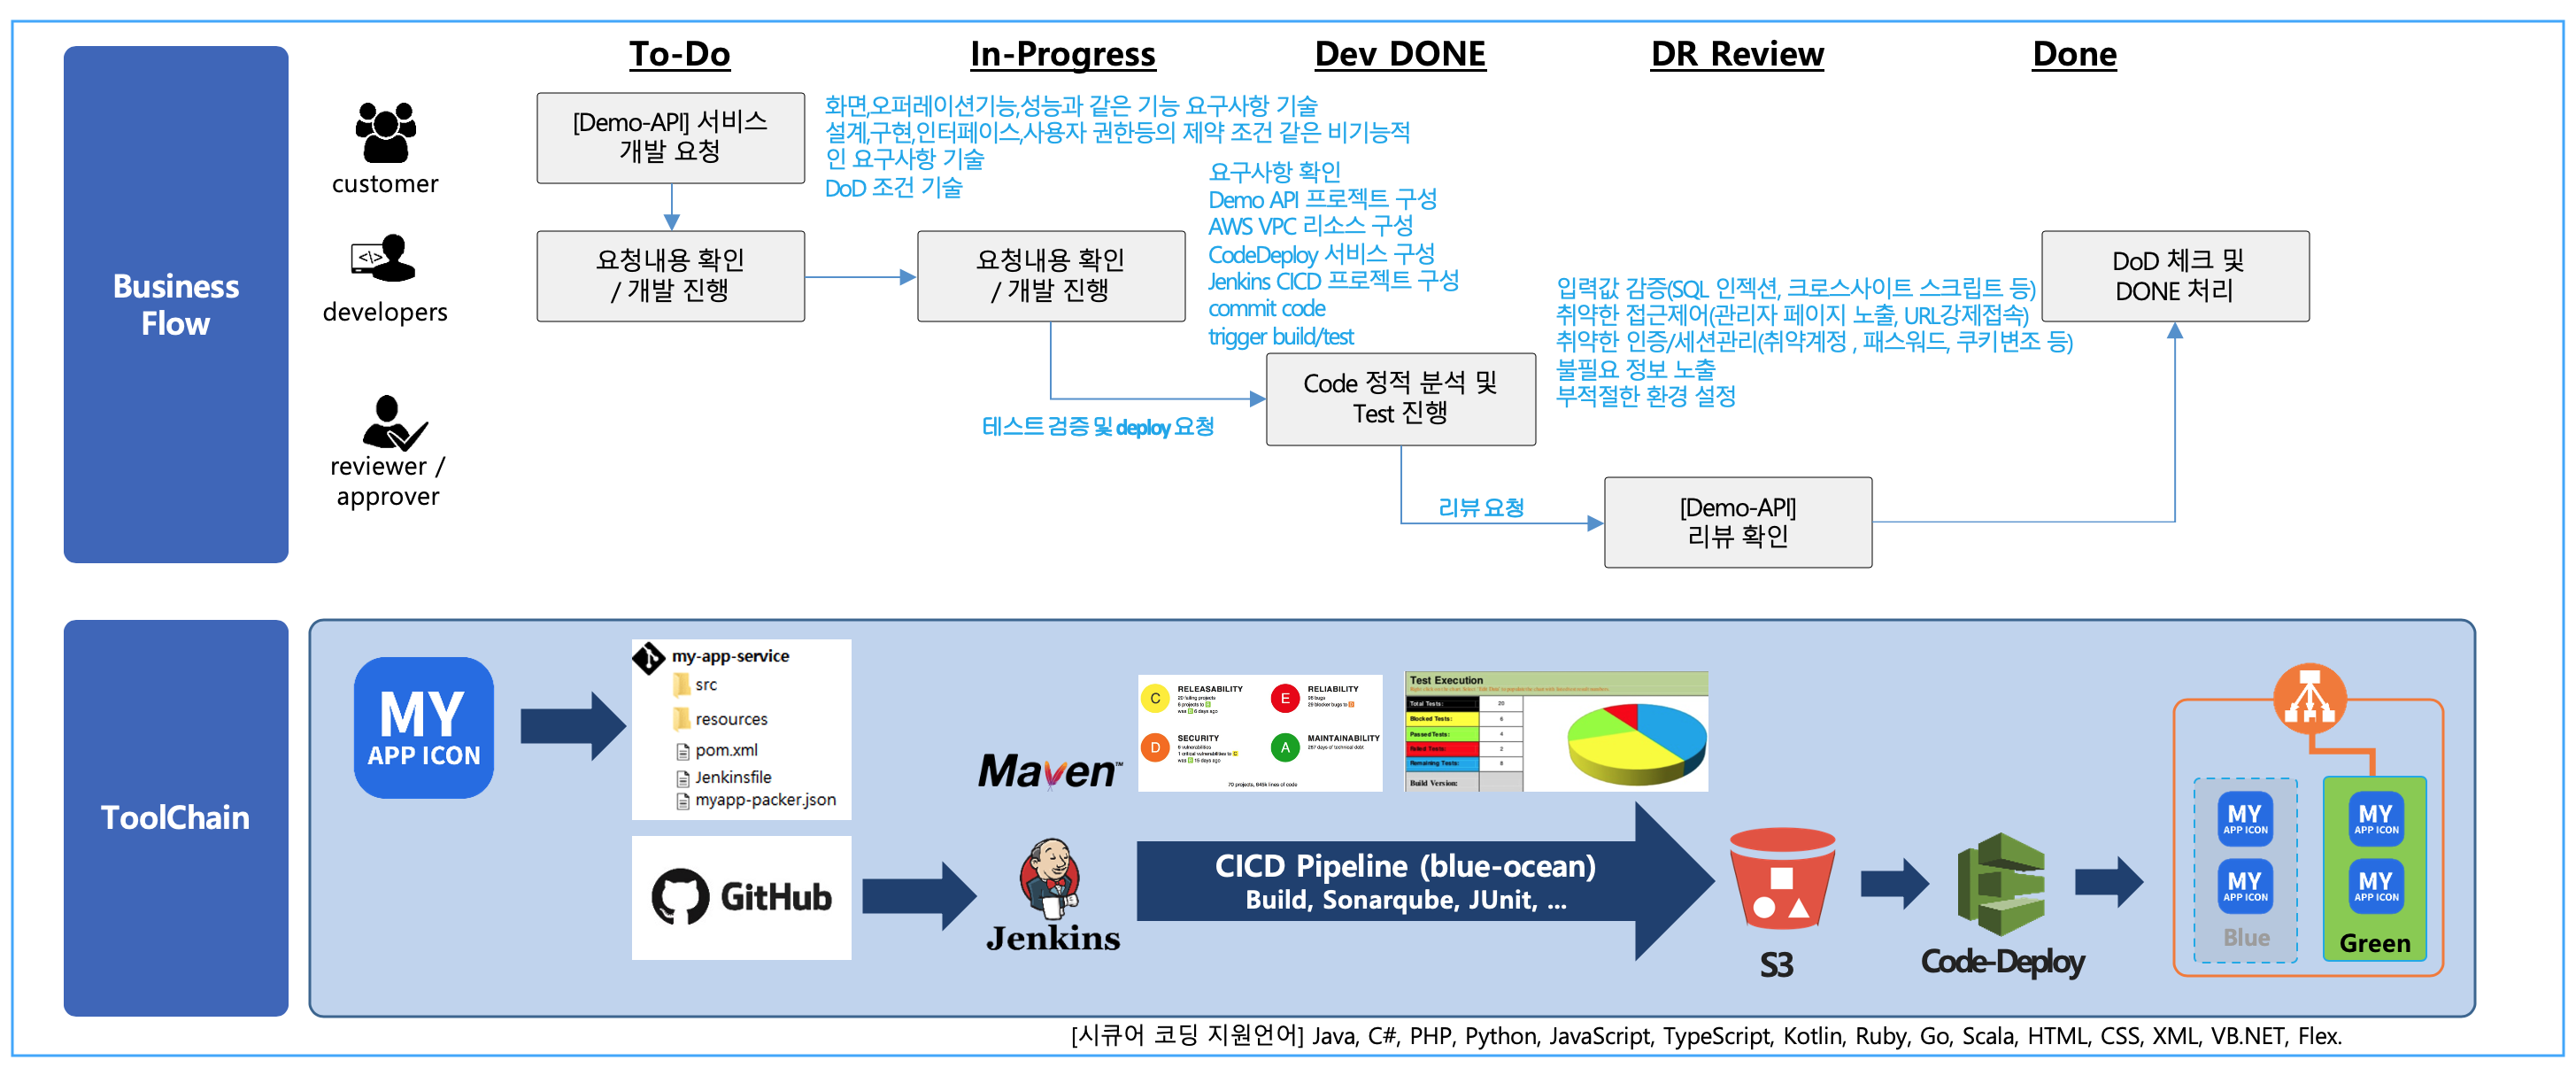 To-Do
In-Progress
Dev DONE
DR Review
Done
Business
Flow
customer
developers
reviewer /
approver
[Demo-API] 서비스
개발 요청
화면,오퍼레이션기능,성능과 같은 기능 요구사항 기술
설계,구현,인터페이스,사용자 권한등의 제약 조건 같은 비기능적
인 요구사항 기술
DoD 조건 기술
요청내용 확인
/ 개발 진행
요청내용 확인
/ 개발 진행
요구사항 확인
Demo API 프로젝트 구성
AWS VPC 리소스 구성
CodeDeploy 서비스 구성
Jenkins CICD 프로젝트 구성
commit code
trigger build/test
테스트 검증 및 deploy 요청
Code 정적 분석 및
Test 진행
입력값 감증(SQL 인젝션, 크로스사이트 스크립트 등)
취약한 접근제어(관리자 페이지 노출, URL강제접속)
취약한 인증/세션관리(취약계정 , 패스워드, 쿠키변조 등)
불필요 정보 노출
부적절한 환경 설정
리뷰 요청
[Demo-API]
리뷰 확인
DoD 체크 및
DONE 처리
ToolChain
MY
APP ICON
my-app-service
src
resources
pom.xml
Jenkinsfile
myapp-packer.json
GitHub
Maven™
Jenkins
C
RELEASABILITY
20 failing projects
E
RELIABILITY
D
SECURITY
A
MAINTAINABILITY
Test Execution
Total Tests: 20
Blocked Tests: 6
Passed Tests: 4
Failed Tests: 2
Remaining Tests: 8
Build Version:
CICD Pipeline (blue-ocean)
Build, Sonarqube, JUnit, ...
S3
Code-Deploy
MY
APP ICON
MY
APP ICON
Blue
MY
APP ICON
MY
APP ICON
Green
[시큐어 코딩 지원언어] Java, C#, PHP, Python, JavaScript, TypeScript, Kotlin, Ruby, Go, Scala, HTML, CSS, XML, VB.NET, Flex.